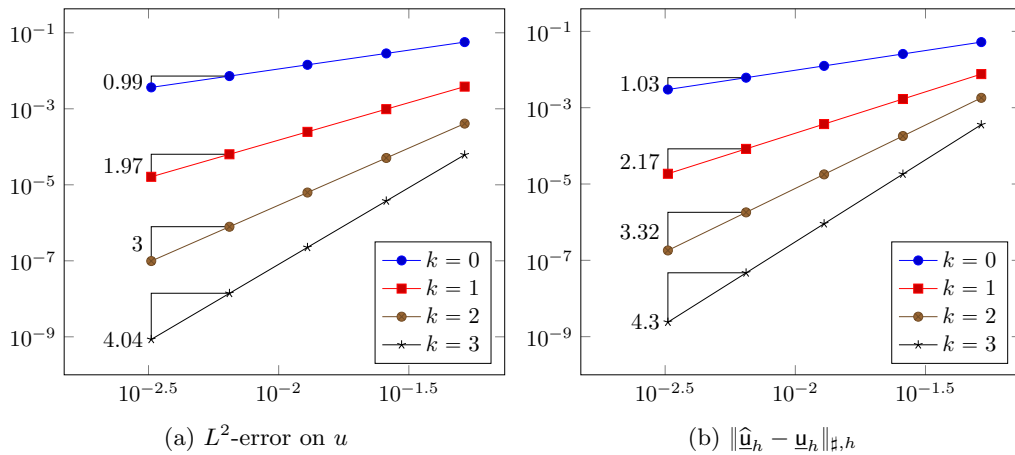 10⁻¹
10⁻³
10⁻⁵
10⁻⁷
10⁻⁹
0.99
1.97
3
4.04
k = 0
k = 1
k = 2
k = 3
10⁻²·⁵ 10⁻² 10⁻¹·⁵
(a) L²-error on u
10⁻¹
10⁻³
10⁻⁵
10⁻⁷
10⁻⁹
1.03
2.17
3.32
4.3
k = 0
k = 1
k = 2
k = 3
10⁻²·⁵ 10⁻² 10⁻¹·⁵
(b) ‖û̲ₕ − u̲ₕ‖♯,ₕ